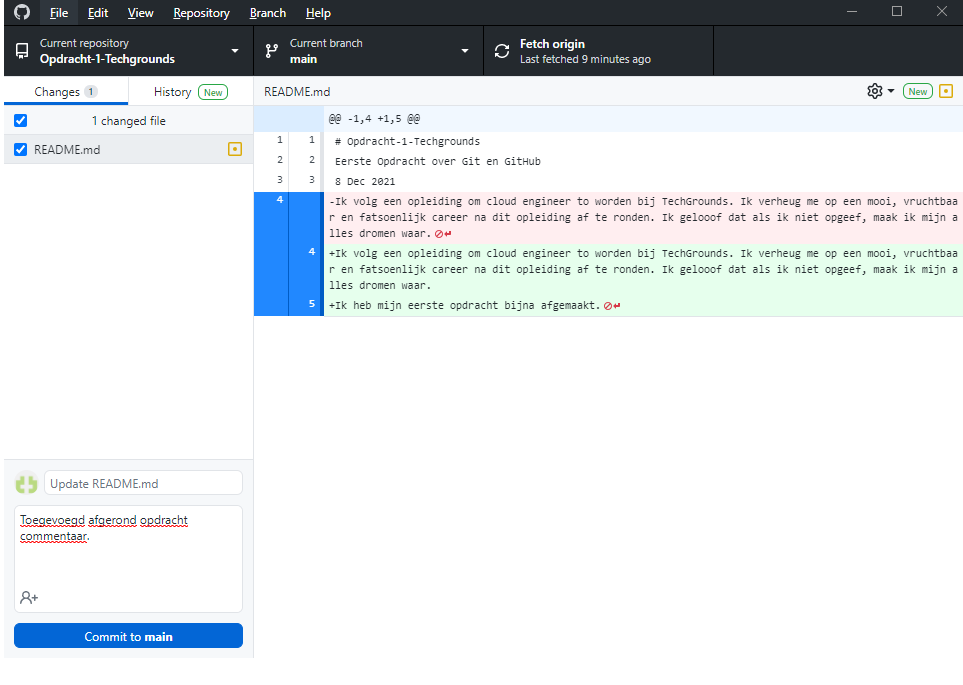 File Edit View Repository Branch Help
Current repository
Opdracht-1-Techgrounds
Current branch
main
Fetch origin
Last fetched 9 minutes ago
Changes 1
History New
README.md
New
1 changed file
README.md
@@ -1,4 +1,5 @@
1 1 # Opdracht-1-Techgrounds
2 2 Eerste Opdracht over Git en GitHub
3 3 8 Dec 2021
4 -Ik volg een opleiding om cloud engineer to worden bij TechGrounds. Ik verheug me op een mooi, vruchtbaa
r en fatsoenlijk career na dit opleiding af te ronden. Ik gelooof dat als ik niet opgeef, maak ik mijn a
lles dromen waar.
4 +Ik volg een opleiding om cloud engineer to worden bij TechGrounds. Ik verheug me op een mooi, vruchtbaa
r en fatsoenlijk career na dit opleiding af te ronden. Ik gelooof dat als ik niet opgeef, maak ik mijn a
lles dromen waar.
5 +Ik heb mijn eerste opdracht bijna afgemaakt.
Update README.md
Toegevoegd afgerond opdracht
commentaar.
Commit to main